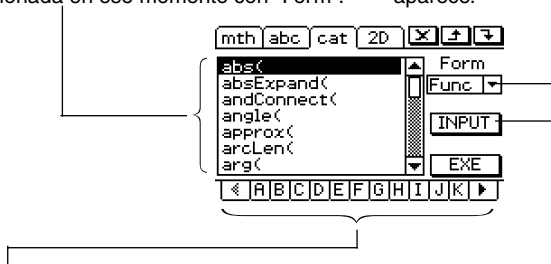 ionada en ese momento con "Form".
aparece.
mth abc cat 2D
abs(
Form
absExpand(
Func
andConnect(
angle(
INPUT
approx(
arcLen(
arg(
EXE
A B C D E F G H I J K